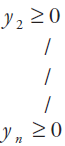 y₂ ≥ 0
/
/
/
yₙ ≥ 0